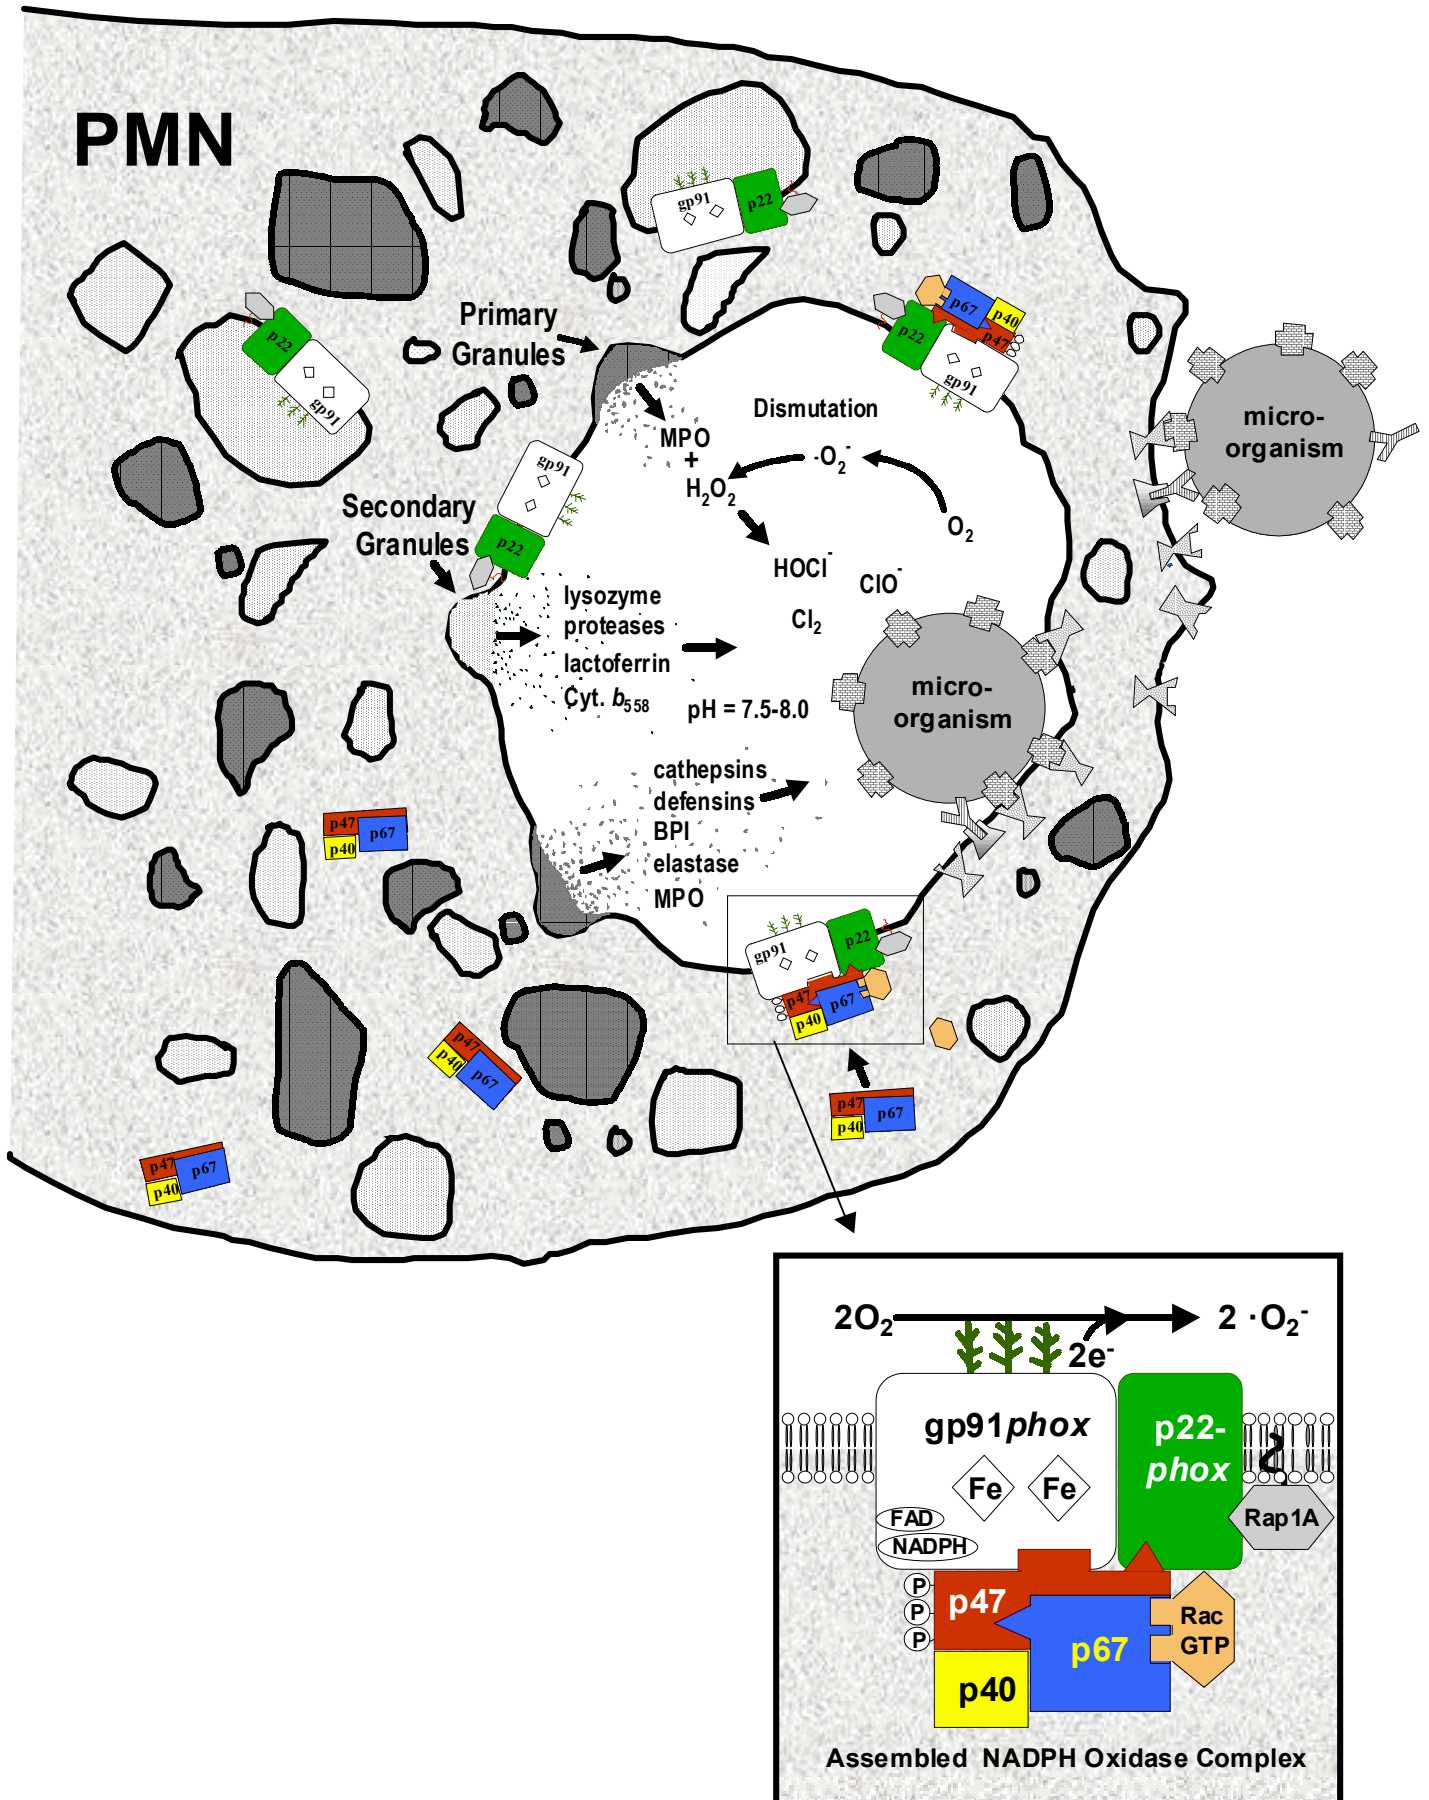 PMN
gp91 p22
p22
gp91
Primary
Granules
p67
p40
p22
p47
gp91
micro-
organism
Dismutation
MPO
+
·O₂⁻
H₂O₂
O₂
gp91
p22
Secondary
Granules
HOCl⁻
ClO⁻
Cl₂
lysozyme
proteases
lactoferrin
Cyt. b₅₅₈
pH = 7.5-8.0
micro-
organism
cathepsins
defensins
BPI
elastase
MPO
p47
p67
p40
gp91
p22
p47
p67
p40
p47
p40
p67
p47
p67
p40
p47
p67
p40
2O₂
2 ·O₂⁻
2e⁻
gp91phox
p22-
phox
Fe Fe
FAD
NADPH
Rap1A
P
P
P
p47
Rac
GTP
p67
p40
Assembled NADPH Oxidase Complex